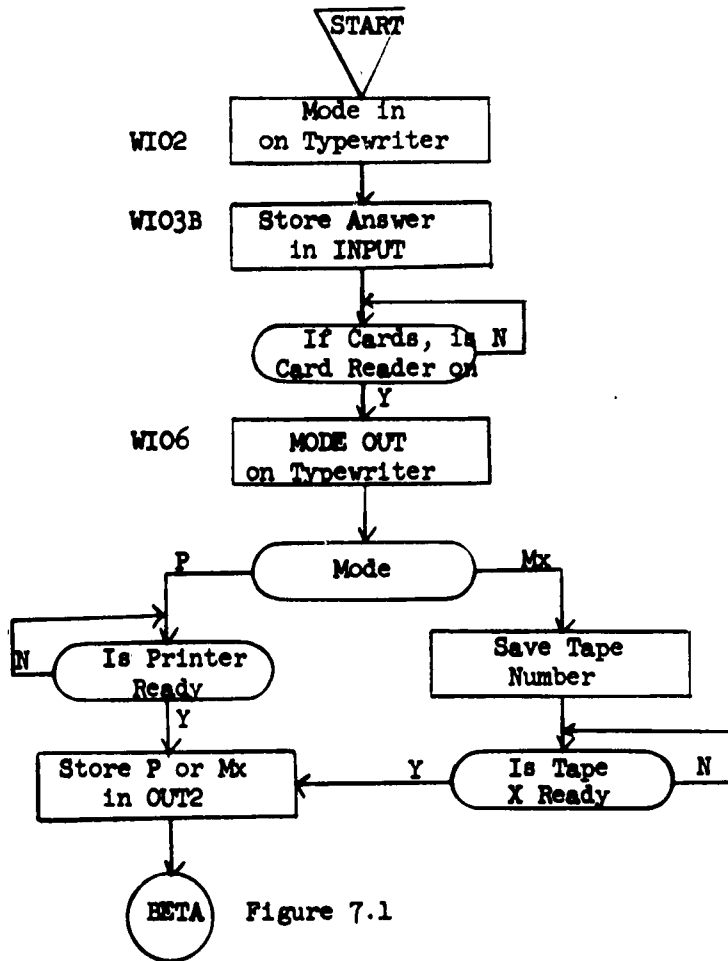 START
Mode in
on Typewriter
WIO2
WIO3B
Store Answer
in INPUT
If Cards, is
Card Reader on
N
Y
WIO6
MODE OUT
on Typewriter
P
Mode
Mx
Is Printer
Ready
N
Y
Save Tape
Number
Store P or Mx
in OUT2
Y
Is Tape
X Ready
N
BETA
Figure 7.1